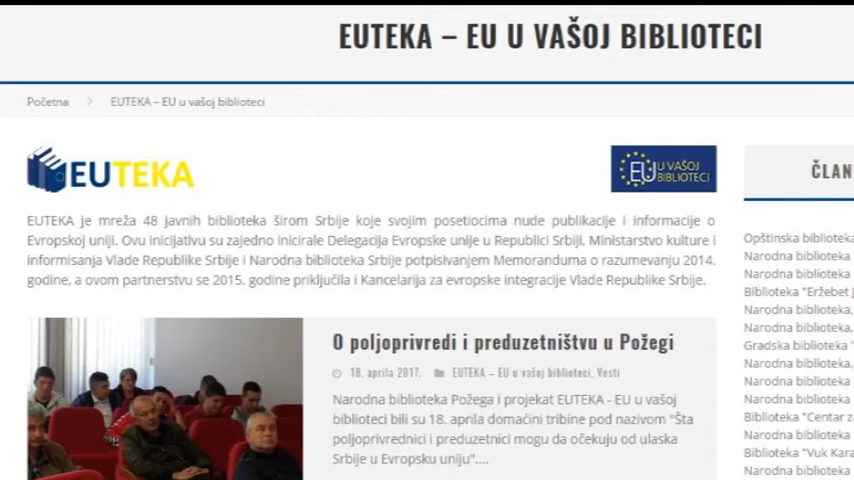 EUTEKA – EU U VAŠOJ BIBLIOTECI
Početna > EUTEKA – EU u vašoj biblioteci
EUTEKA
EU U VAŠOJ
BIBLIOTECI
EUTEKA je mreža 48 javnih biblioteka širom Srbije koje svojim posetiocima nude publikacije i informacije o
Evropskoj uniji. Ovu inicijativu su zajedno inicirale Delegacija Evropske unije u Republici Srbiji, Ministarstvo kulture i
informisanja Vlade Republike Srbije i Narodna biblioteka Srbije potpisivanjem Memoranduma o razumevanju 2014.
godine, a ovom partnerstvu se 2015. godine priključila i Kancelarija za evropske integracije Vlade Republike Srbije.
O poljoprivredi i preduzetništvu u Požegi
18. aprila 2017. EUTEKA – EU u vašoj biblioteci, Vesti
Narodna biblioteka Požega i projekat EUTEKA - EU u vašoj
biblioteci bili su 18. aprila domaćini tribine pod nazivom "Šta
poljoprivrednici i preduzetnici mogu da očekuju od ulaska
Srbije u Evropsku uniju"....
ČLAN
Opštinska biblioteka
Narodna biblioteka
Narodna biblioteka
Biblioteka "Eržebet J
Narodna biblioteka,
Narodna biblioteka,
Gradska biblioteka "
Narodna biblioteka,
Narodna biblioteka
Narodna biblioteka
Biblioteka "Centar z
Narodna biblioteka
Biblioteka "Vuk Kara
Narodna biblioteka